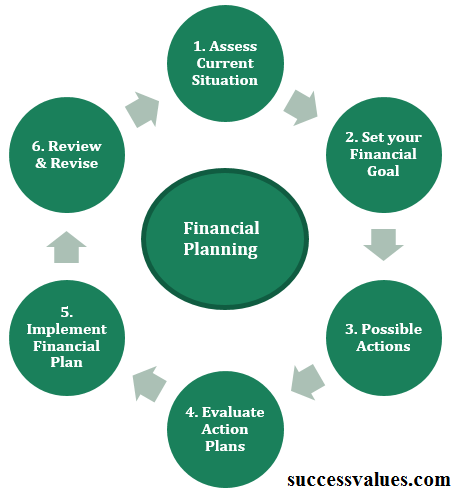 1. Assess
Current
Situation
2. Set your
Financial
Goal
3. Possible
Actions
4. Evaluate
Action
Plans
5.
Implement
Financial
Plan
6. Review
& Revise
Financial
Planning
successvalues.com